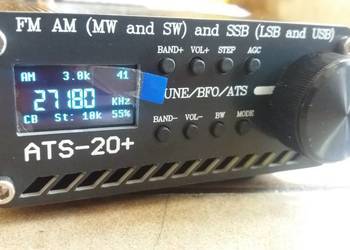 FM AM (MW and SW) and SSB (LSB and USB)
BAND+ VOL+ STEP AGC
AM 3.0k 41
27180 KHz
CB St: 10k 55%
UNE/BFO/ATS
BAND- VOL- BW MODE
ATS-20+